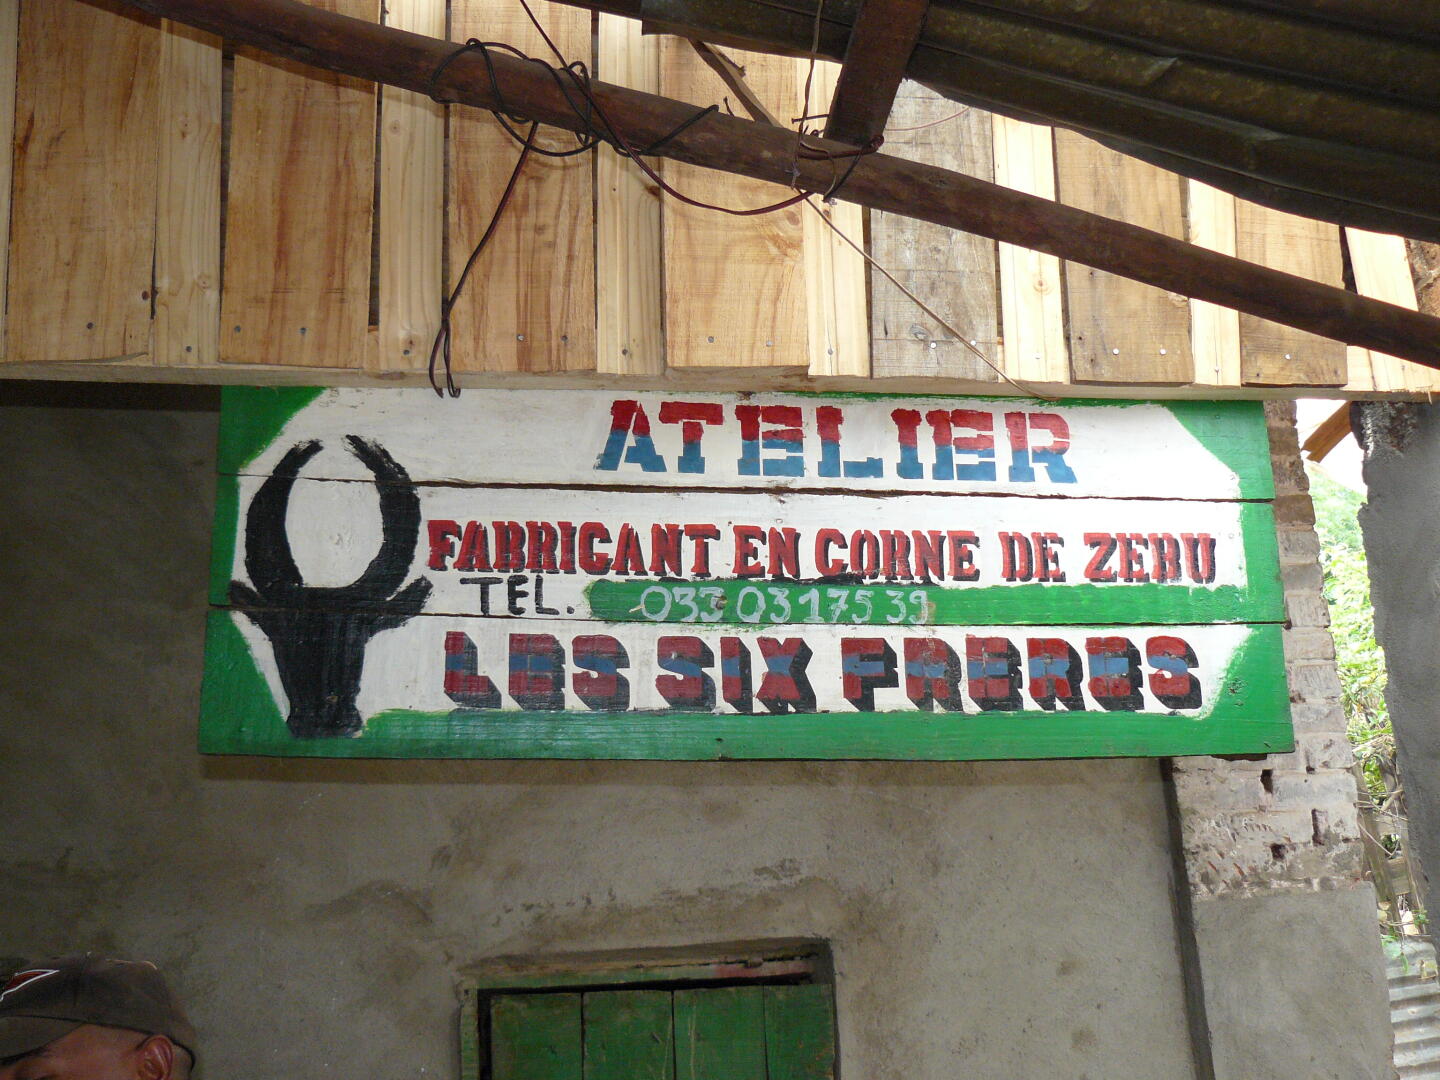 ATELIER
FABRICANT EN CORNE DE ZEBU
TEL. 033 03 175 39
LES SIX FRERES